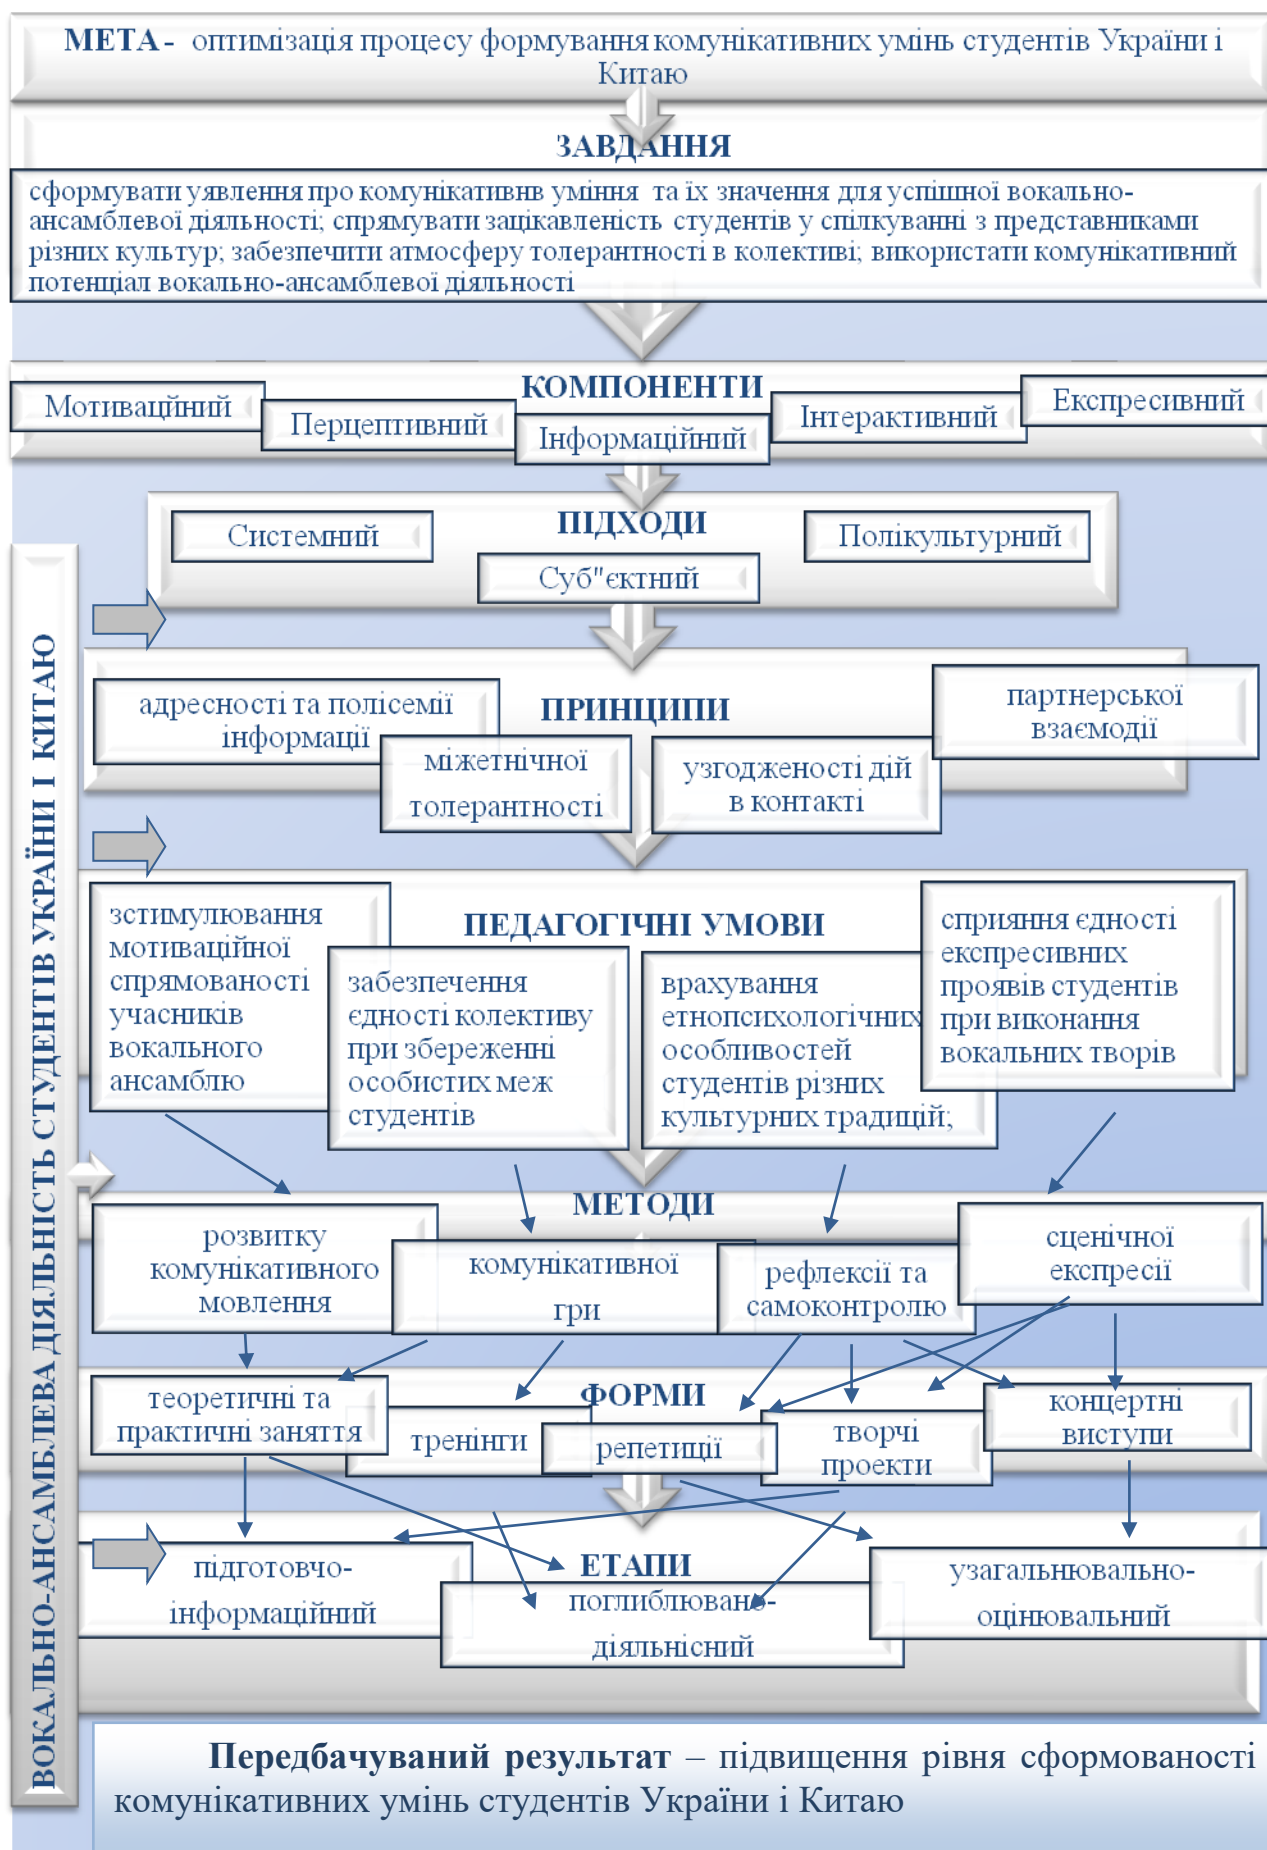 МЕТА - оптимізація процесу формування комунікативних умінь студентів України і
Китаю
ЗАВДАННЯ
сформувати уявлення про комунікативнв уміння та їх значення для успішної вокально-
ансамблевої діяльності; спрямувати зацікавленість студентів у спілкуванні з представниками
різних культур; забезпечити атмосферу толерантності в колективі; використати комунікативний
потенціал вокально-ансамблевої діяльності
КОМПОНЕНТИ
Мотиваційний
Перцептивний
Інформаційний
Інтерактивний
Експресивний
ПІДХОДИ
Системний
Суб"єктний
Полікультурний
ПРИНЦИПИ
адресності та полісемії
інформації
міжетнічної
толерантності
узгодженості дій
в контакті
партнерської
взаємодії
ПЕДАГОГІЧНІ УМОВИ
зстимулювання
мотиваційної
спрямованості
учасників
вокального
ансамблю
забезпечення
єдності колективу
при збереженні
особистих меж
студентів
врахування
етнопсихологічних
особливостей
студентів різних
культурних традицій;
сприяння єдності
експресивних
проявів студентів
при виконання
вокальних творів
МЕТОДИ
розвитку
комунікативного
мовлення
комунікативної
гри
рефлексії та
самоконтролю
сценічної
експресії
ФОРМИ
теоретичні та
практичні заняття
тренінги
репетиції
творчі
проекти
концертні
виступи
ЕТАПИ
підготовчо-
інформаційний
поглиблювано-
діяльнісний
узагальнювально-
оцінювальний
ВОКАЛЬНО-АНСАМБЛЕВА ДІЯЛЬНІСТЬ СТУДЕНТІВ УКРАЇНИ І КИТАЮ
Передбачуваний результат – підвищення рівня сформованості
комунікативних умінь студентів України і Китаю